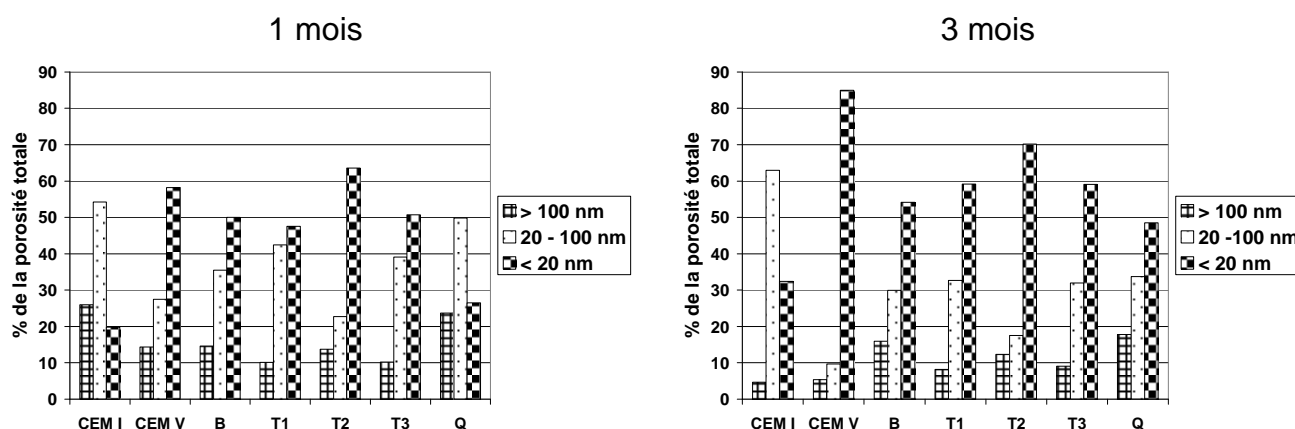 1 mois
% de la porosité totale
90
80
70
60
50
40
30
20
10
0
CEM I CEM V B T1 T2 T3 Q
> 100 nm
20 - 100 nm
< 20 nm
3 mois
% de la porosité totale
90
80
70
60
50
40
30
20
10
0
CEM I CEM V B T1 T2 T3 Q
> 100 nm
20 -100 nm
< 20 nm